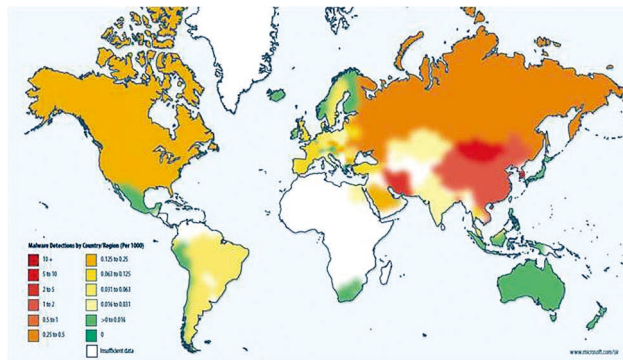 Malware Detections by Country/Region (Per 1000)
10 +
5 to 10
2 to 5
1 to 2
0.5 to 1
0.25 to 0.5
0.125 to 0.25
0.063 to 0.125
0.031 to 0.063
0.016 to 0.031
>0 to 0.016
0
Insufficient data
www.microsoft.com/sir